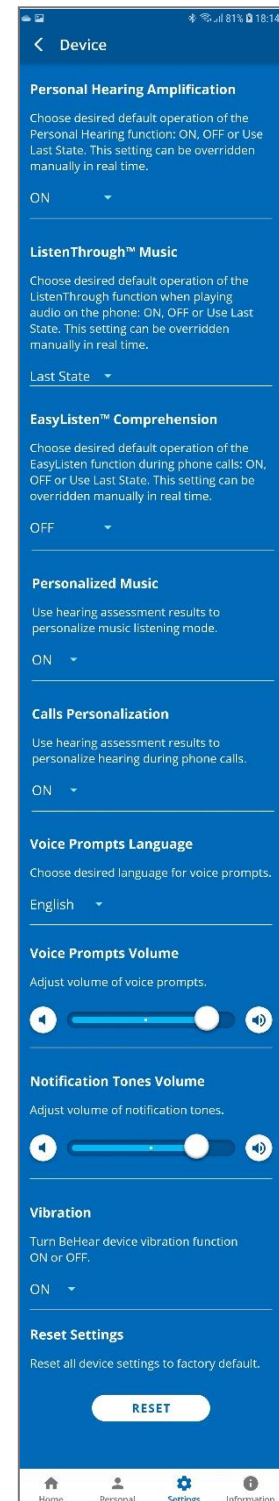 81% 18:14
Device
Personal Hearing Amplification
Choose desired default operation of the
Personal Hearing function: ON, OFF or Use
Last State. This setting can be overridden
manually in real time.
ON
ListenThrough™ Music
Choose desired default operation of the
ListenThrough function when playing
audio on the phone: ON, OFF or Use Last
State. This setting can be overridden
manually in real time.
Last State
EasyListen™ Comprehension
Choose desired default operation of the
EasyListen function during phone calls: ON,
OFF or Use Last State. This setting can be
overridden manually in real time.
OFF
Personalized Music
Use hearing assessment results to
personalize music listening mode.
ON
Calls Personalization
Use hearing assessment results to
personalize hearing during phone calls.
ON
Voice Prompts Language
Choose desired language for voice prompts.
English
Voice Prompts Volume
Adjust volume of voice prompts.
Notification Tones Volume
Adjust volume of notification tones.
Vibration
Turn BeHear device vibration function
ON or OFF.
ON
Reset Settings
Reset all device settings to factory default.
RESET
Home Personal Settings Information